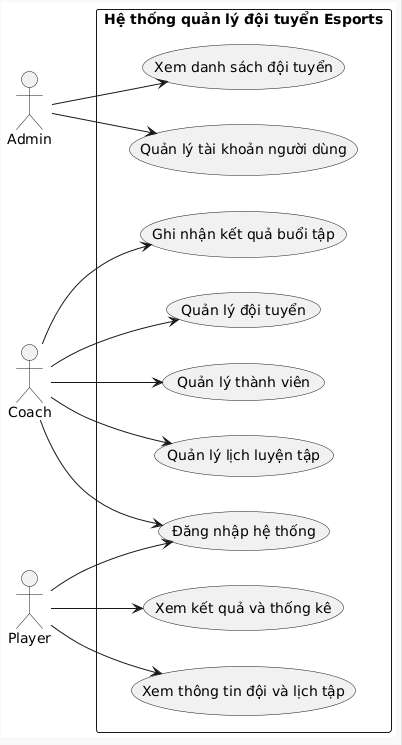 Hệ thống quản lý đội tuyển Esports
Xem danh sách đội tuyển
Admin
Quản lý tài khoản người dùng
Ghi nhận kết quả buổi tập
Quản lý đội tuyển
Quản lý thành viên
Coach
Quản lý lịch luyện tập
Đăng nhập hệ thống
Xem kết quả và thống kê
Player
Xem thông tin đội và lịch tập